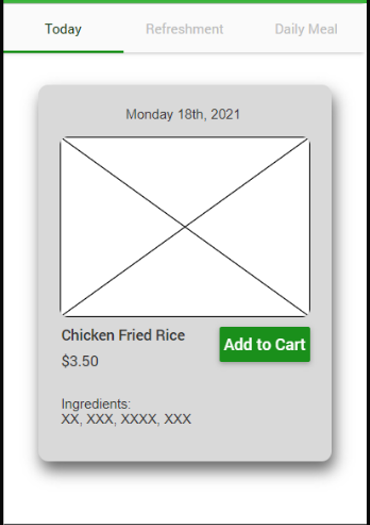 Today Refreshment Daily Meal
Monday 18th, 2021
Chicken Fried Rice
$3.50
Add to Cart
Ingredients:
XX, XXX, XXXX, XXX